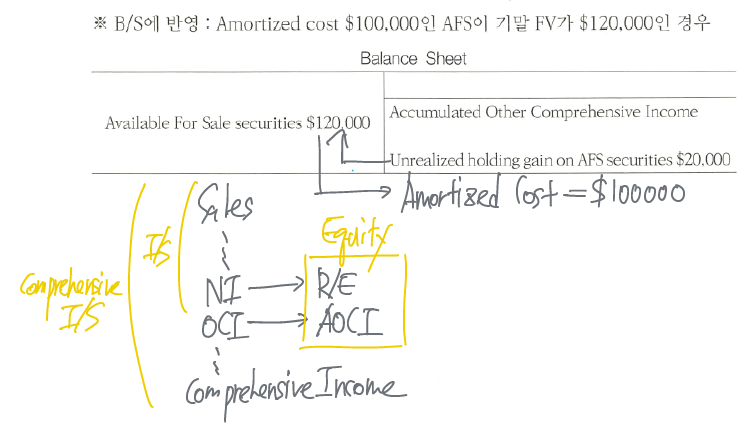 ※ B/S에 반영 : Amortized cost $100,000인 AFS이 기말 FV가 $120,000인 경우
Balance Sheet
Available For Sale securities $120,000
Accumulated Other Comprehensive Income
Unrealized holding gain on AFS securities $20,000
Amortized Cost = $100000
Sales
Equity
I/S
NI → R/E
Comprehensive I/S
OCI → AOCI
Comprehensive Income